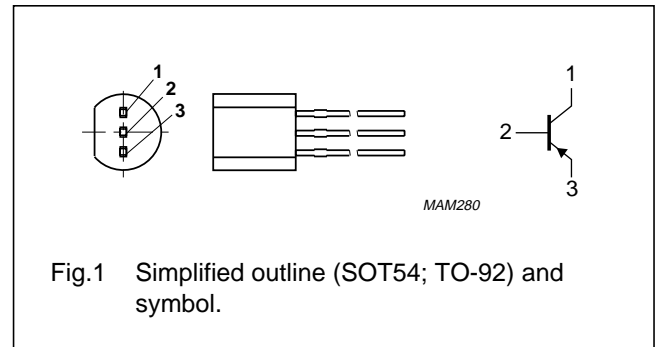 1
2
3
1
2
3
MAM280
Fig.1 Simplified outline (SOT54; TO-92) and
symbol.